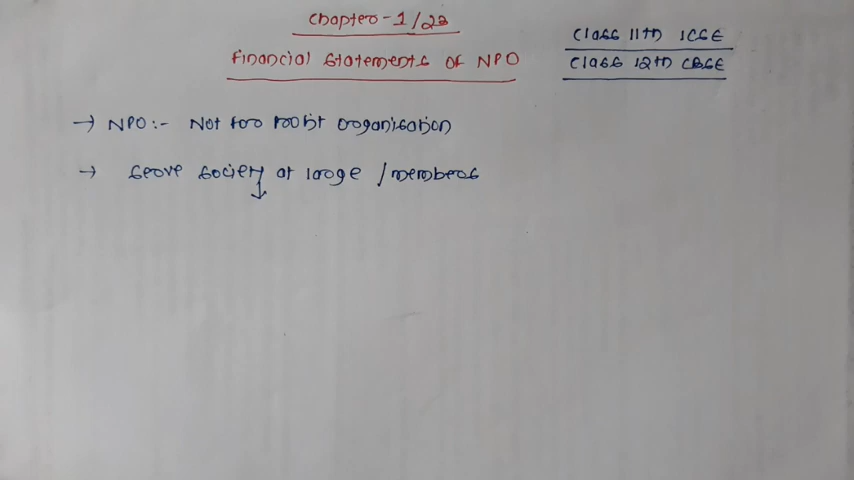 Chapter - 1/23
Financial Statements of NPO
Class 11th ICSE
Class 12th CBSE
→ NPO :- Not for Profit Organisation
→ Serve Society at large / members